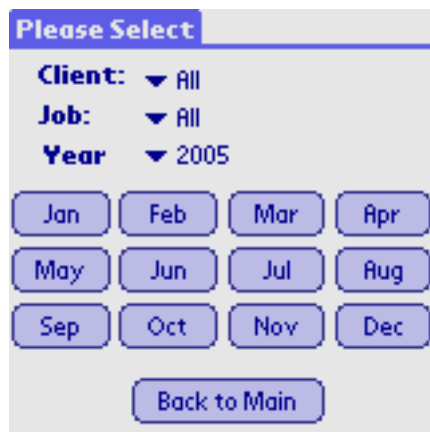 Please Select
Client: All
Job: All
Year 2005
Jan Feb Mar Apr
May Jun Jul Aug
Sep Oct Nov Dec
Back to Main